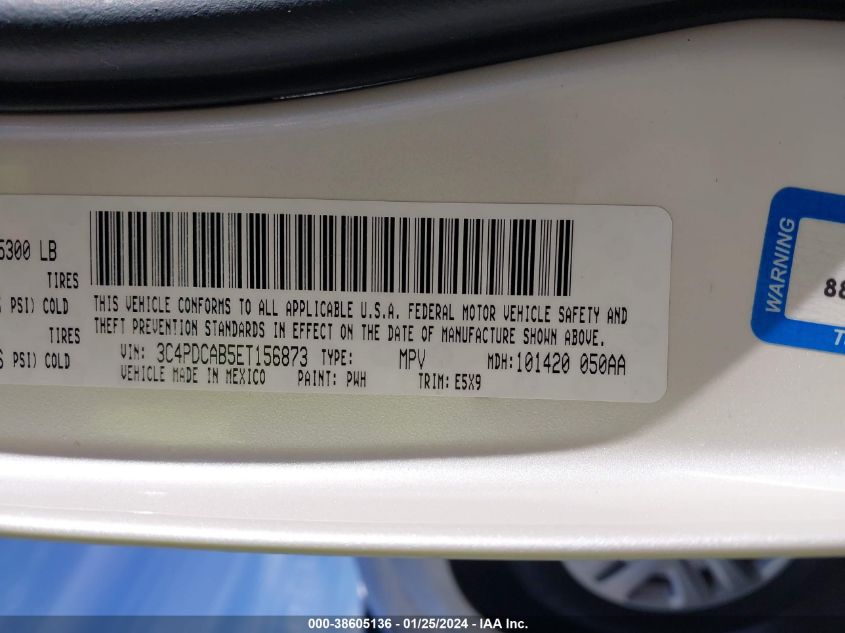 5300 LB
TIRES
PSI) COLD
TIRES
PSI) COLD
THIS VEHICLE CONFORMS TO ALL APPLICABLE U.S.A. FEDERAL MOTOR VEHICLE SAFETY AND
THEFT PREVENTION STANDARDS IN EFFECT ON THE DATE OF MANUFACTURE SHOWN ABOVE.
VIN: 3C4PDCAB5ET156873 TYPE: MPV MDH:101420 050AA
VEHICLE MADE IN MEXICO PAINT: PWH TRIM: E5X9
WARNING
88
000-38605136 - 01/25/2024 - IAA Inc.